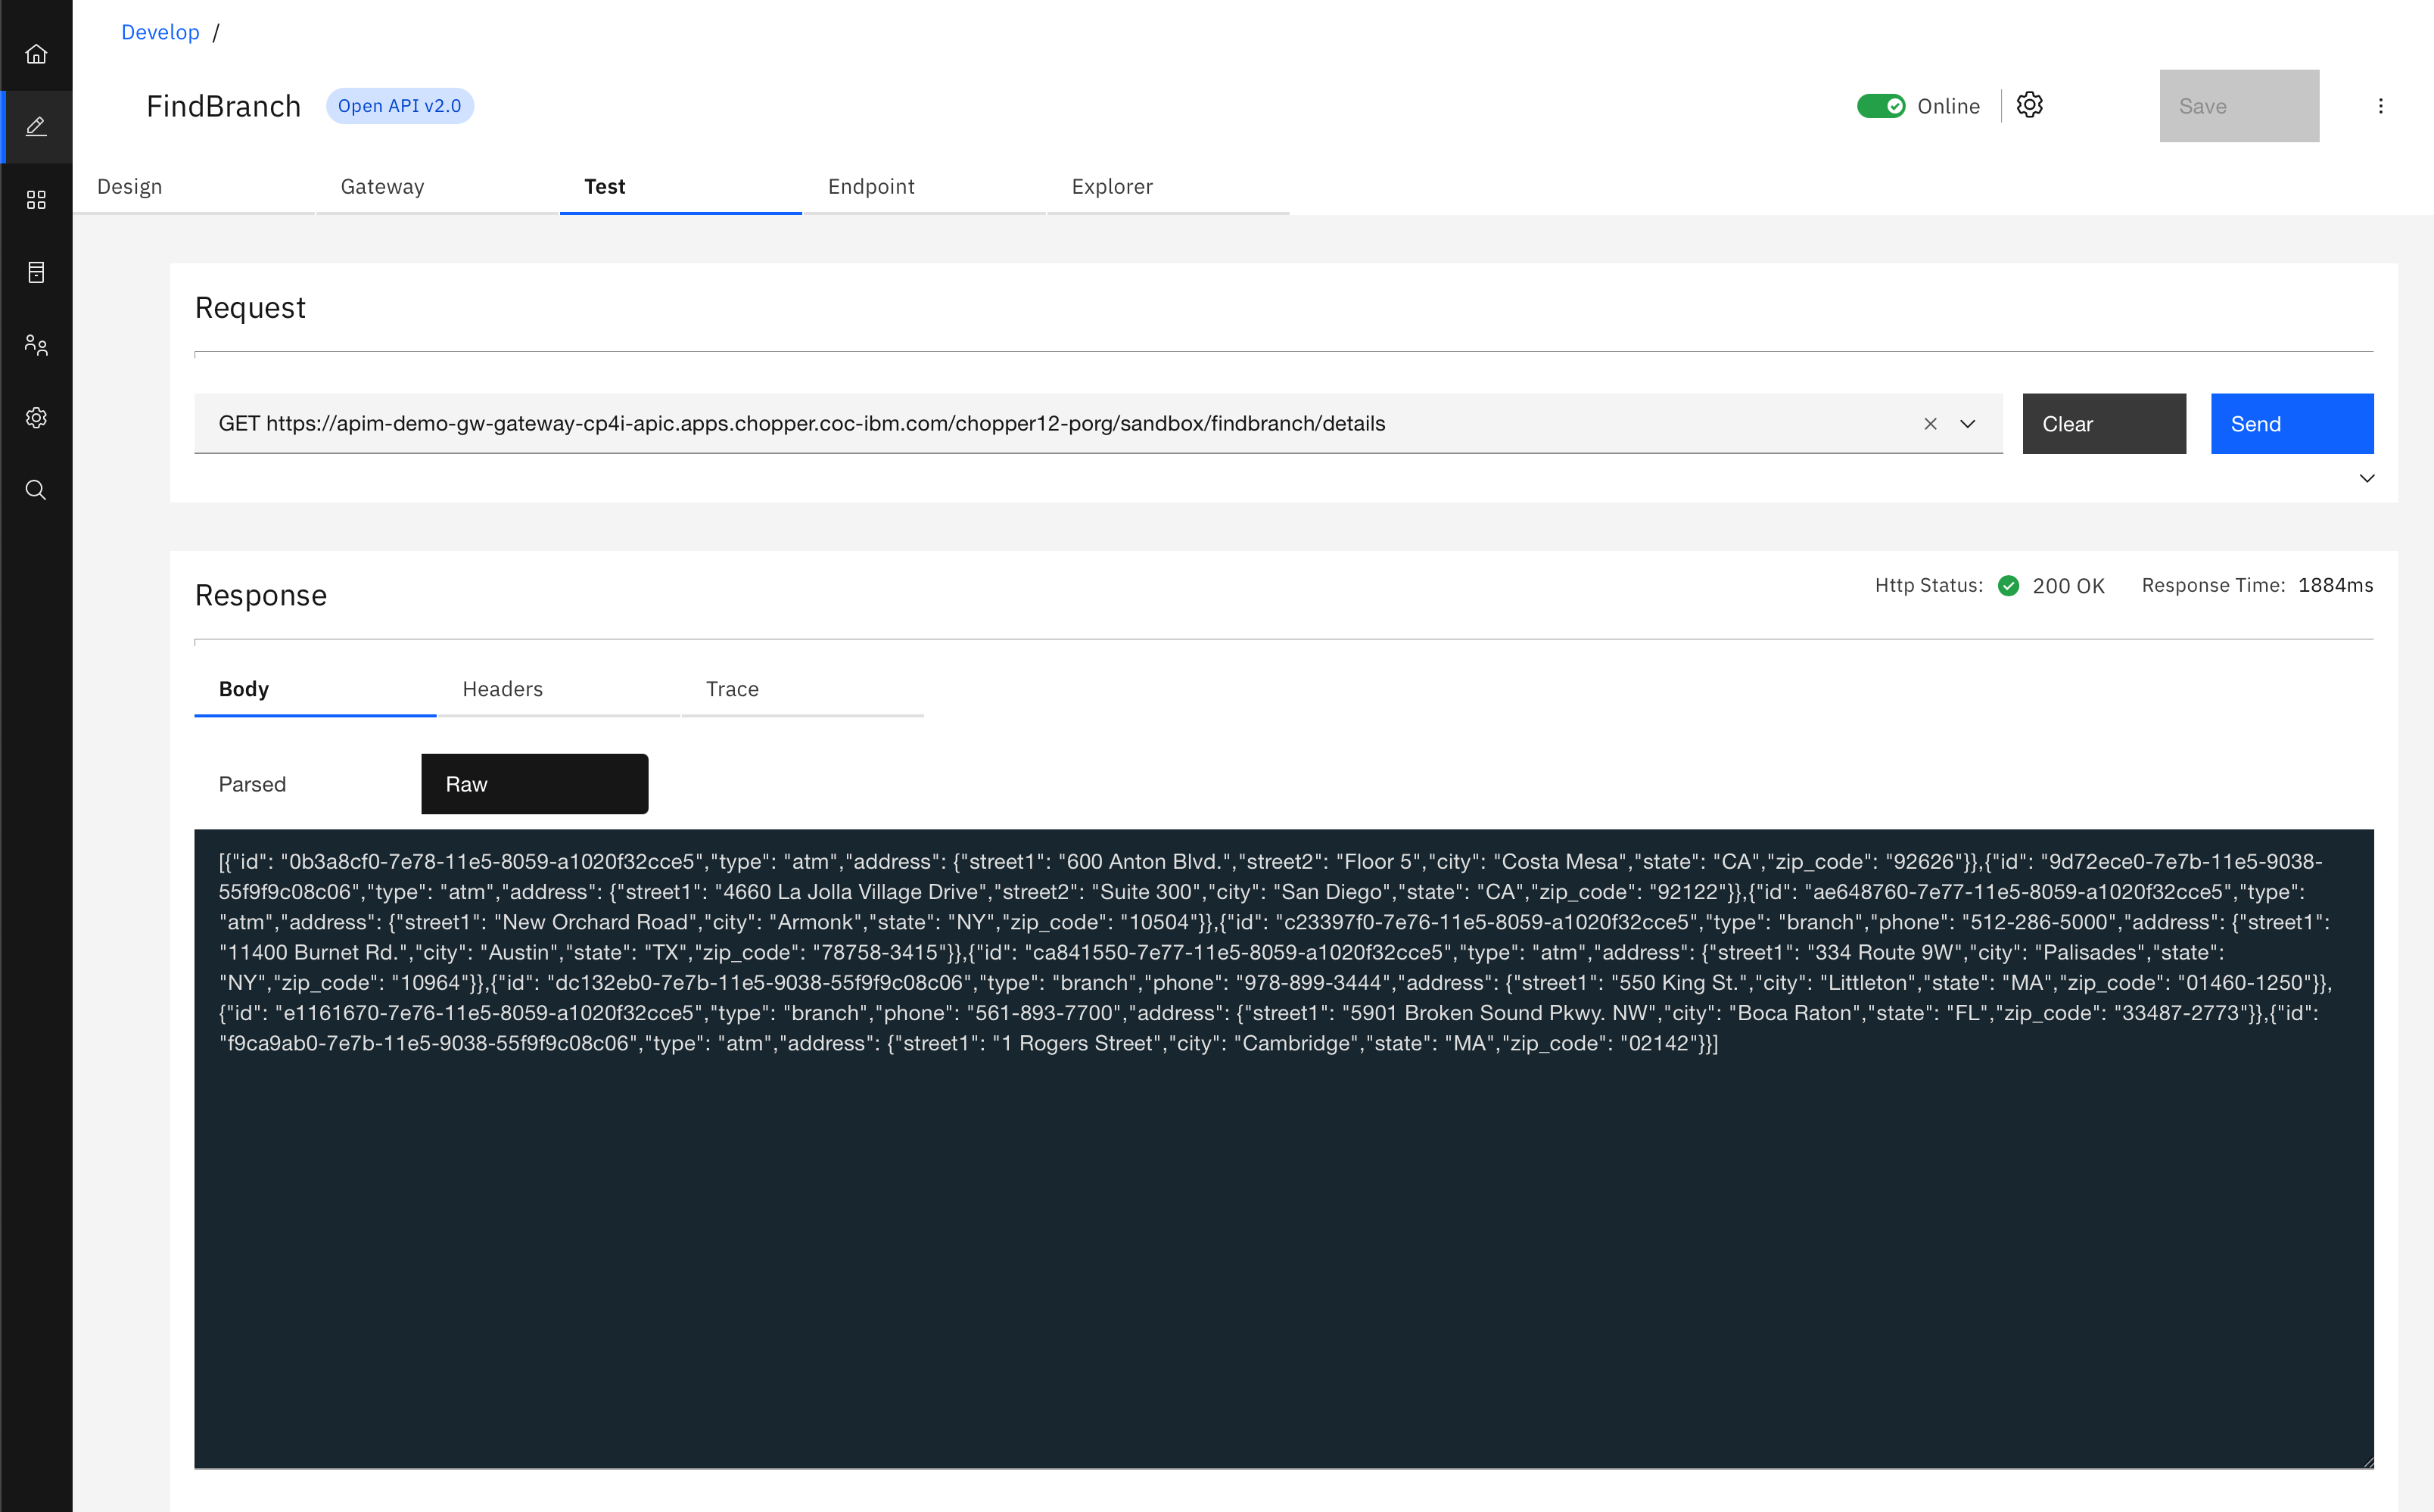 Develop /
FindBranch Open API v2.0 Online Save
Design Gateway Test Endpoint Explorer
Request
GET https://apim-demo-gw-gateway-cp4i-apic.apps.chopper.coc-ibm.com/chopper12-porg/sandbox/findbranch/details Clear Send
Response Http Status: 200 OK Response Time: 1884ms
Body Headers Trace
Parsed Raw
[{"id": "0b3a8cf0-7e78-11e5-8059-a1020f32cce5","type": "atm","address": {"street1": "600 Anton Blvd.","street2": "Floor 5","city": "Costa Mesa","state": "CA","zip_code": "92626"}},{"id": "9d72ece0-7e7b-11e5-9038-
55f9f9c08c06","type": "atm","address": {"street1": "4660 La Jolla Village Drive","street2": "Suite 300","city": "San Diego","state": "CA","zip_code": "92122"}},{"id": "ae648760-7e77-11e5-8059-a1020f32cce5","type":
"atm","address": {"street1": "New Orchard Road","city": "Armonk","state": "NY","zip_code": "10504"}},{"id": "c23397f0-7e76-11e5-8059-a1020f32cce5","type": "branch","phone": "512-286-5000","address": {"street1":
"11400 Burnet Rd.","city": "Austin","state": "TX","zip_code": "78758-3415"}},{"id": "ca841550-7e77-11e5-8059-a1020f32cce5","type": "atm","address": {"street1": "334 Route 9W","city": "Palisades","state":
"NY","zip_code": "10964"}},{"id": "dc132eb0-7e7b-11e5-9038-55f9f9c08c06","type": "branch","phone": "978-899-3444","address": {"street1": "550 King St.","city": "Littleton","state": "MA","zip_code": "01460-1250"}},
{"id": "e1161670-7e76-11e5-8059-a1020f32cce5","type": "branch","phone": "561-893-7700","address": {"street1": "5901 Broken Sound Pkwy. NW","city": "Boca Raton","state": "FL","zip_code": "33487-2773"}},{"id":
"f9ca9ab0-7e7b-11e5-9038-55f9f9c08c06","type": "atm","address": {"street1": "1 Rogers Street","city": "Cambridge","state": "MA","zip_code": "02142"}}]